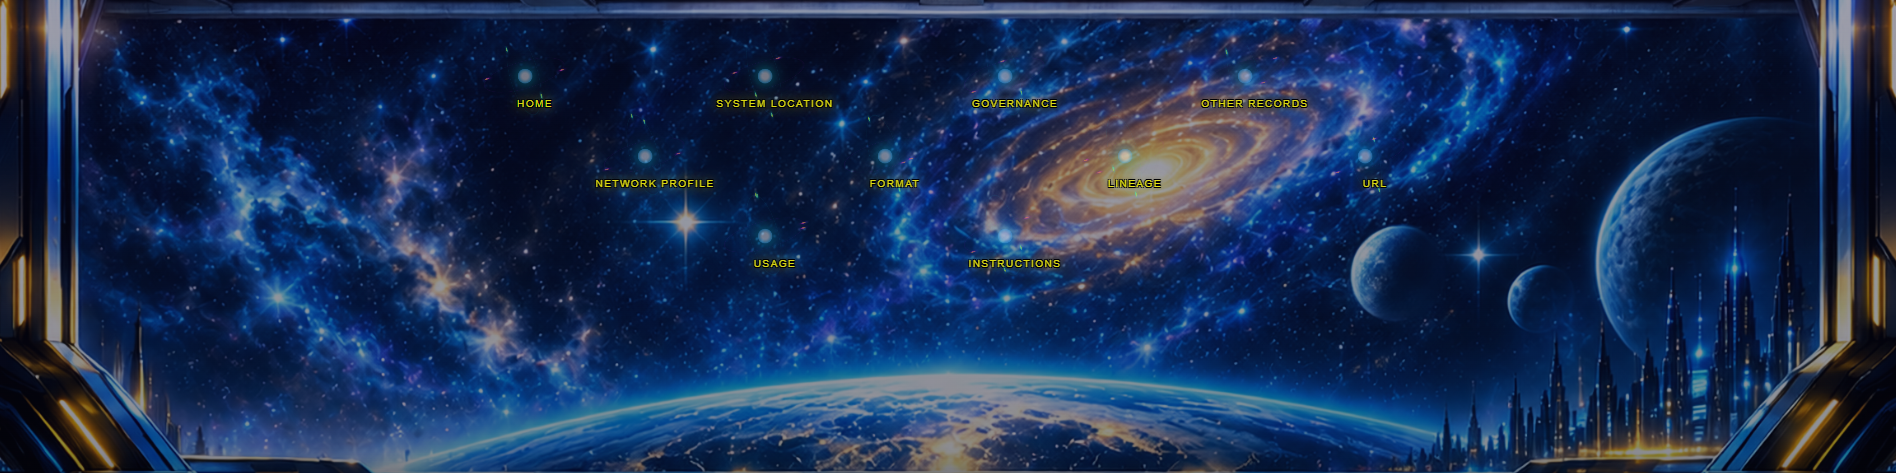 HOME
SYSTEM LOCATION
GOVERNANCE
OTHER RECORDS
NETWORK PROFILE
FORMAT
LINEAGE
URL
USAGE
INSTRUCTIONS